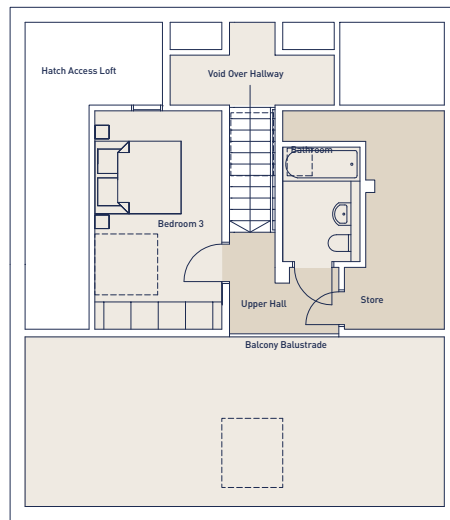 Hatch Access Loft
Void Over Hallway
Bathroom
Bedroom 3
Upper Hall
Store
Balcony Balustrade